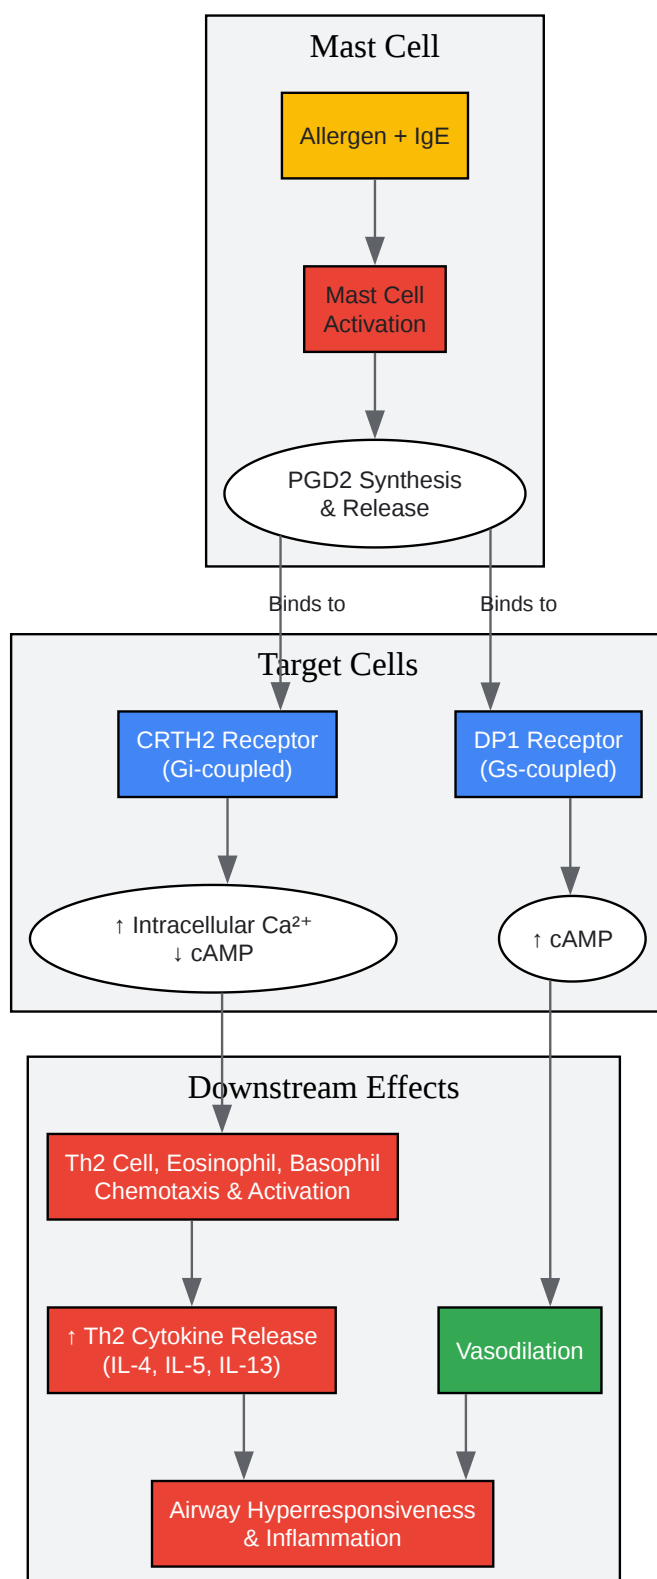 Mast Cell
Allergen + IgE
Mast Cell
Activation
PGD2 Synthesis
& Release
Binds to
Binds to
Target Cells
CRTH2 Receptor
(Gi-coupled)
DP1 Receptor
(Gs-coupled)
↑ Intracellular Ca²⁺
↓ cAMP
↑ cAMP
Downstream Effects
Th2 Cell, Eosinophil, Basophil
Chemotaxis & Activation
↑ Th2 Cytokine Release
(IL-4, IL-5, IL-13)
Vasodilation
Airway Hyperresponsiveness
& Inflammation